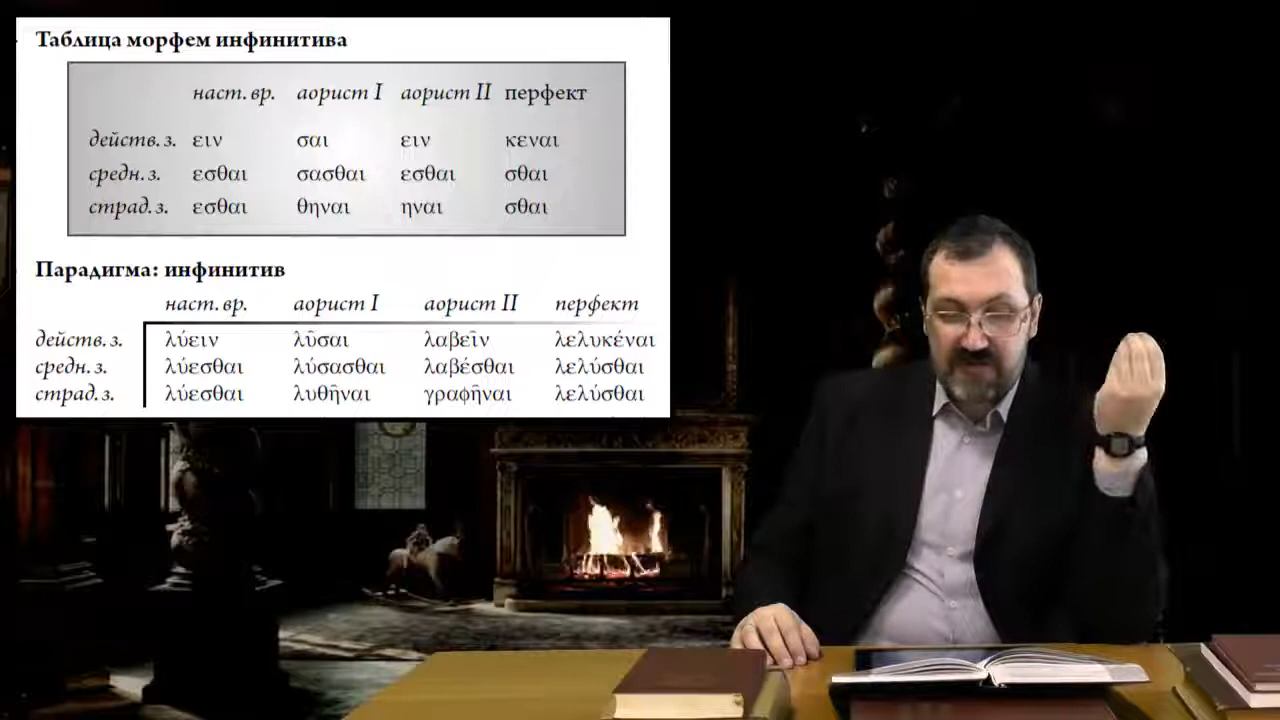 Таблица морфем инфинитива
наст. вр. аорист I аорист II перфект
действ. з. ειν σαι ειν κεναι
средн. з. εσθαι σασθαι εσθαι σθαι
страд. з. εσθαι θηναι ηναι σθαι
Парадигма: инфинитив
наст. вр. аорист I аорист II перфект
действ. з. λύειν λῦσαι λαβεῖν λελυκέναι
средн. з. λύεσθαι λύσασθαι λαβέσθαι λελύσθαι
страд. з. λύεσθαι λυθῆναι γραφῆναι λελύσθαι